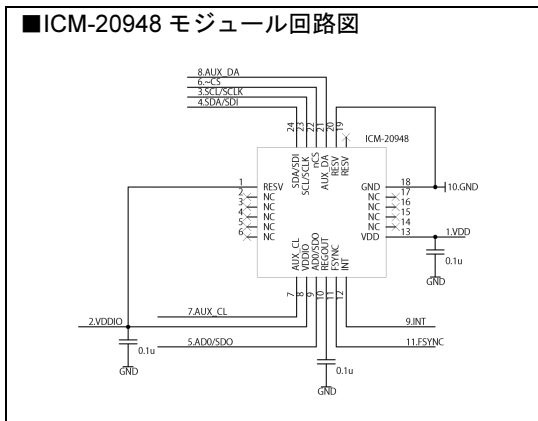 ■ICM-20948 モジュール回路図
8.AUX_DA
6.~CS
3.SCL/SCLK
4.SDA/SDI
24
23
22
21
20
19
ICM-20948
SDA/SDI
SCL/SCLK
nCS
AUX_DA
RESV
RESV
1 RESV
2 NC
3 NC
4 NC
5 NC
6 NC
GND 18
10.GND
NC 17
NC 16
NC 15
NC 14
VDD 13
1.VDD
0.1u
GND
AUX_CL
VDDIO
AD0/SDO
REGOUT
FSYNC
INT
7
8
9
10
11
12
7.AUX_CL
2.VDDIO
9.INT
0.1u
5.AD0/SDO
11.FSYNC
GND
0.1u
GND